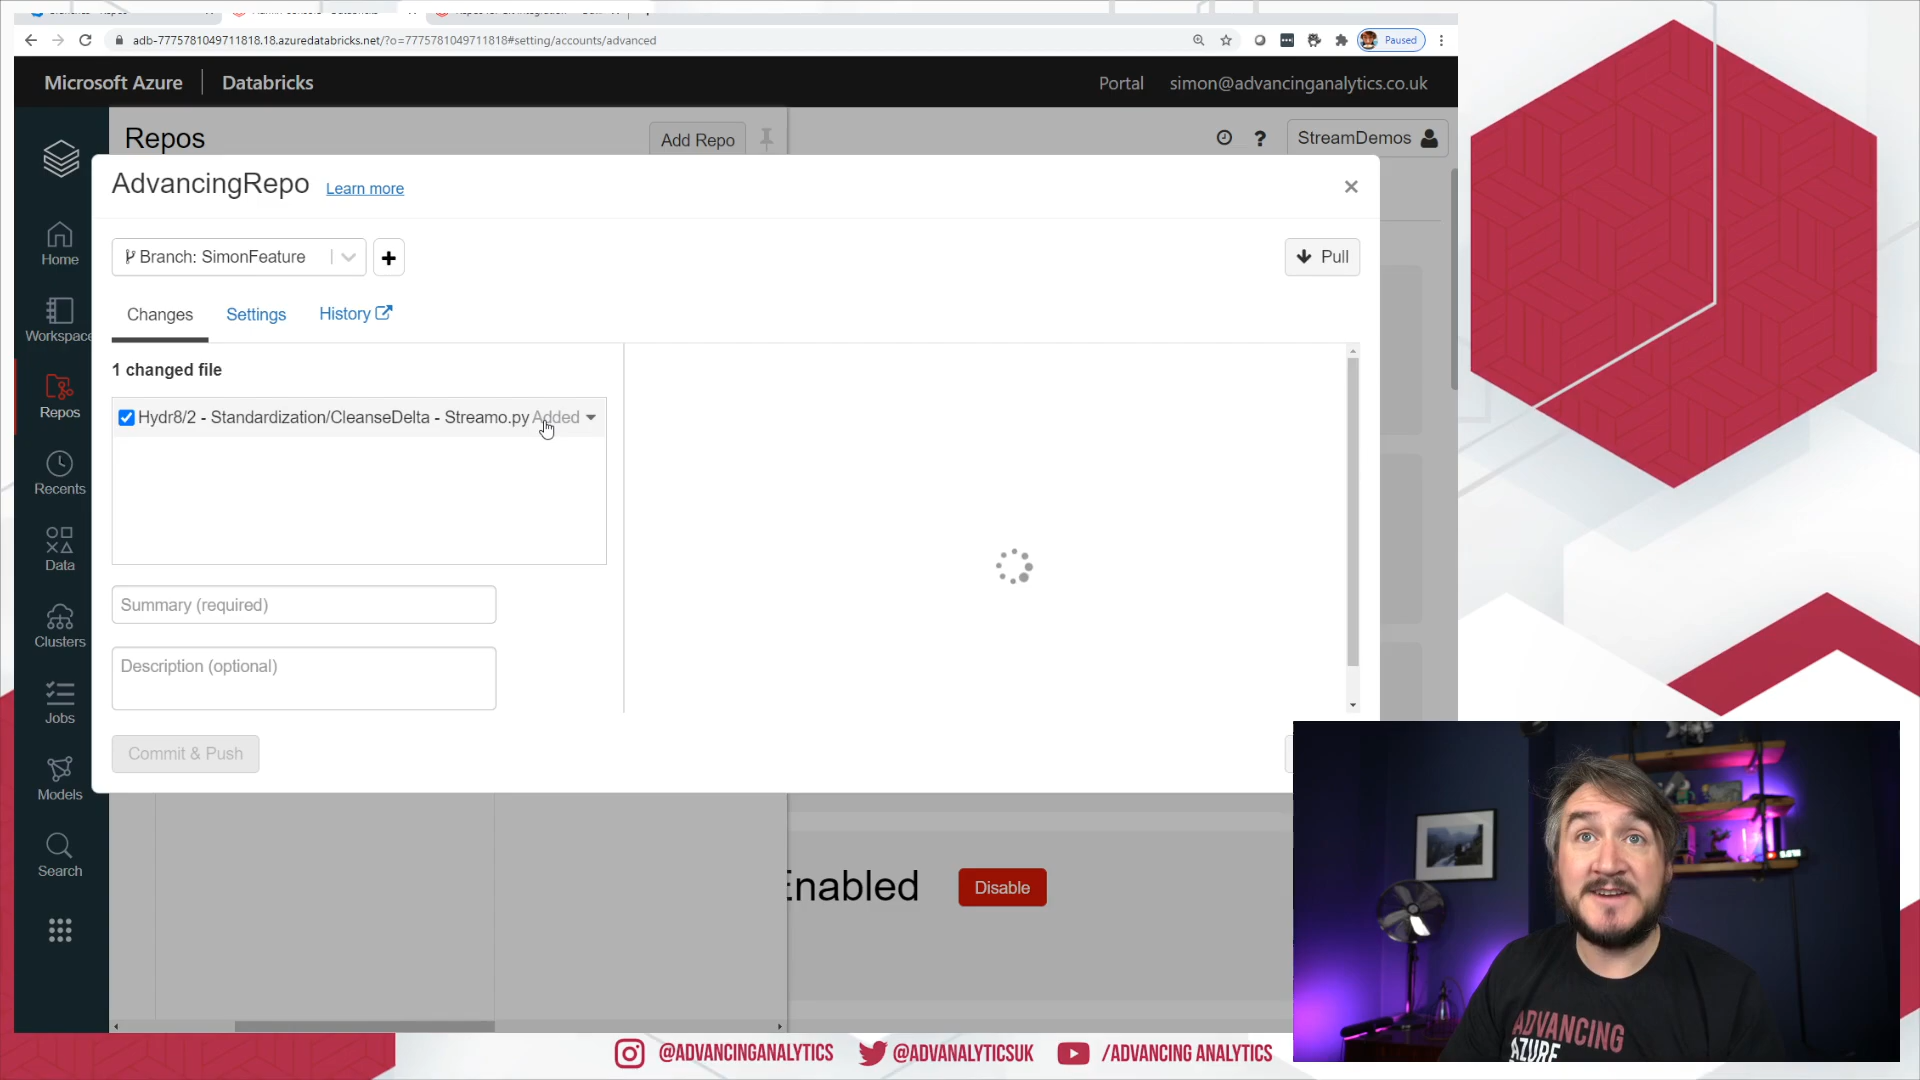 adb-7775781049711818.18.azuredatabricks.net/?o=7775781049711818#setting/accounts/advanced
Paused
Microsoft Azure
Databricks
Portal
simon@advancinganalytics.co.uk
Repos
Add Repo
?
StreamDemos
AdvancingRepo
Learn more
Branch: SimonFeature
Pull
Changes
Settings
History
1 changed file
Hydr8/2 - Standardization/CleanseDelta - Streamo.py Added
Summary (required)
Description (optional)
Commit & Push
Home
Workspace
Repos
Recents
Data
Clusters
Jobs
Models
Search
Enabled
Disable
ADVANCING
AZURE
@ADVANCINGANALYTICS
@ADVANALYTICSUK
/ADVANCING ANALYTICS